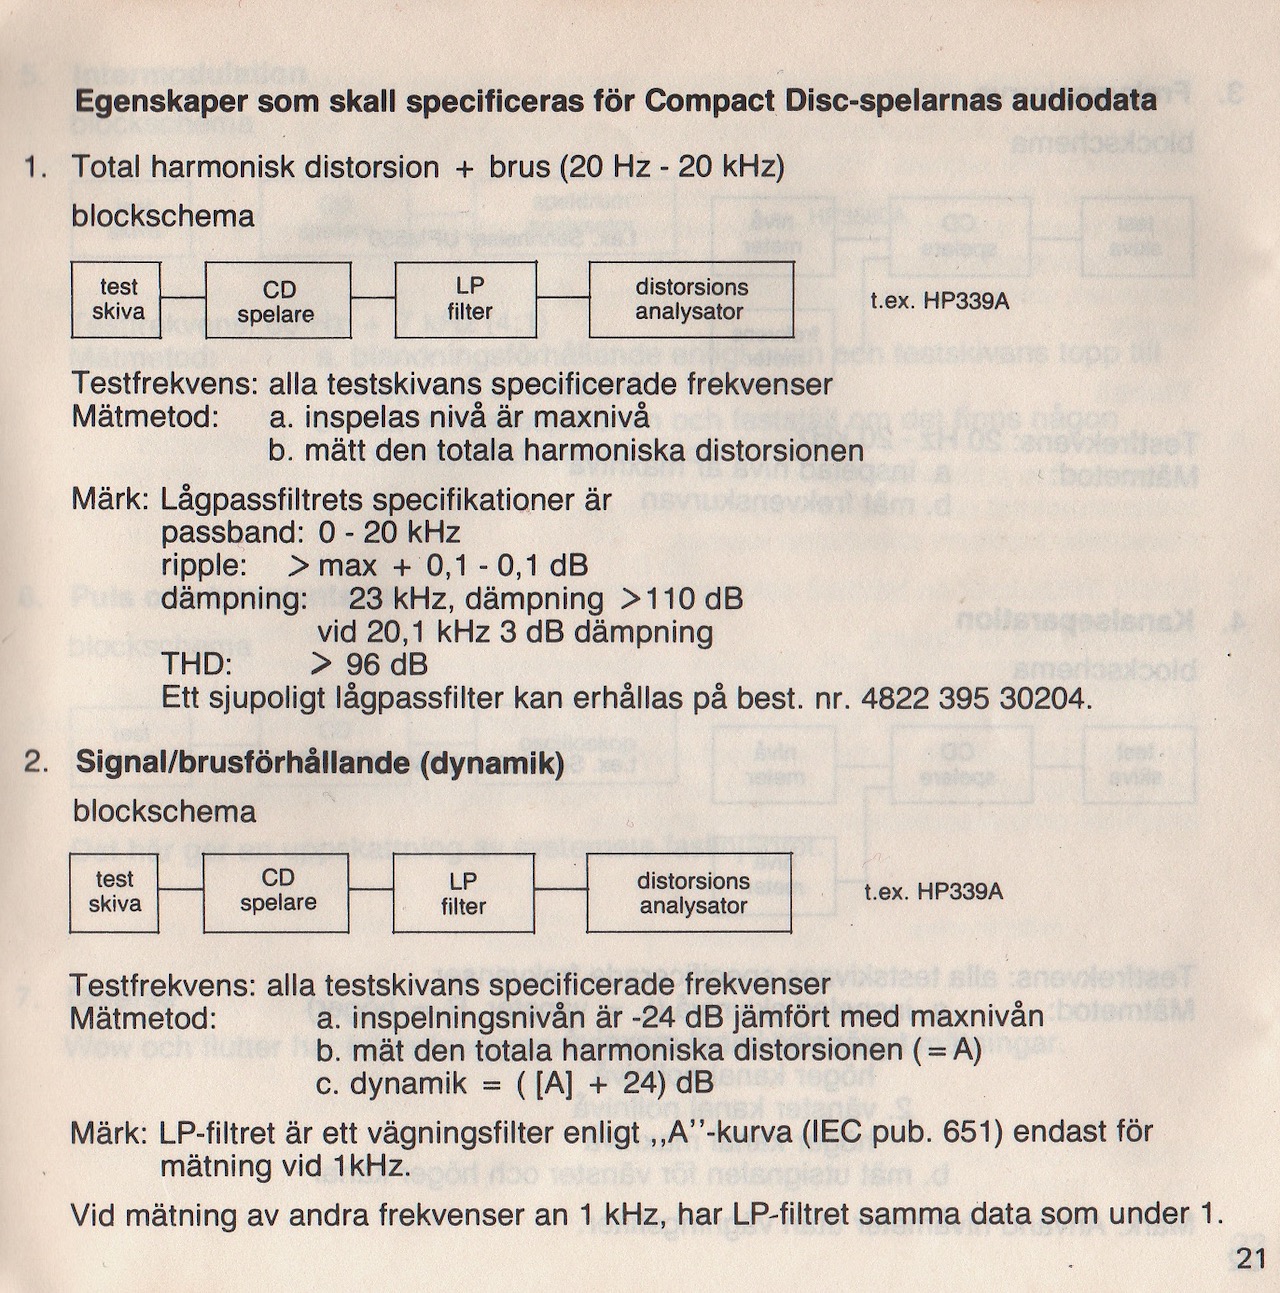 Egenskaper som skall specificeras för Compact Disc-spelarnas audiodata
1. Total harmonisk distorsion + brus (20 Hz - 20 kHz)
blockschema
test skiva
CD spelare
LP filter
distorsions analysator
t.ex. HP339A
Testfrekvens: alla testskivans specificerade frekvenser
Mätmetod: a. inspelas nivå är maxnivå
b. mätt den totala harmoniska distorsionen
Märk: Lågpassfiltrets specifikationer är
passband: 0 - 20 kHz
ripple: > max + 0,1 - 0,1 dB
dämpning: 23 kHz, dämpning >110 dB
vid 20,1 kHz 3 dB dämpning
THD: > 96 dB
Ett sjupoligt lågpassfilter kan erhållas på best. nr. 4822 395 30204.
2. Signal/brusförhållande (dynamik)
blockschema
test skiva
CD spelare
LP filter
distorsions analysator
t.ex. HP339A
Testfrekvens: alla testskivans specificerade frekvenser
Mätmetod: a. inspelningsnivån är -24 dB jämfört med maxnivån
b. mät den totala harmoniska distorsionen (=A)
c. dynamik = ( [A] + 24) dB
Märk: LP-filtret är ett vägningsfilter enligt ,,A''-kurva (IEC pub. 651) endast för
mätning vid 1kHz.
Vid mätning av andra frekvenser an 1 kHz, har LP-filtret samma data som under 1.
21